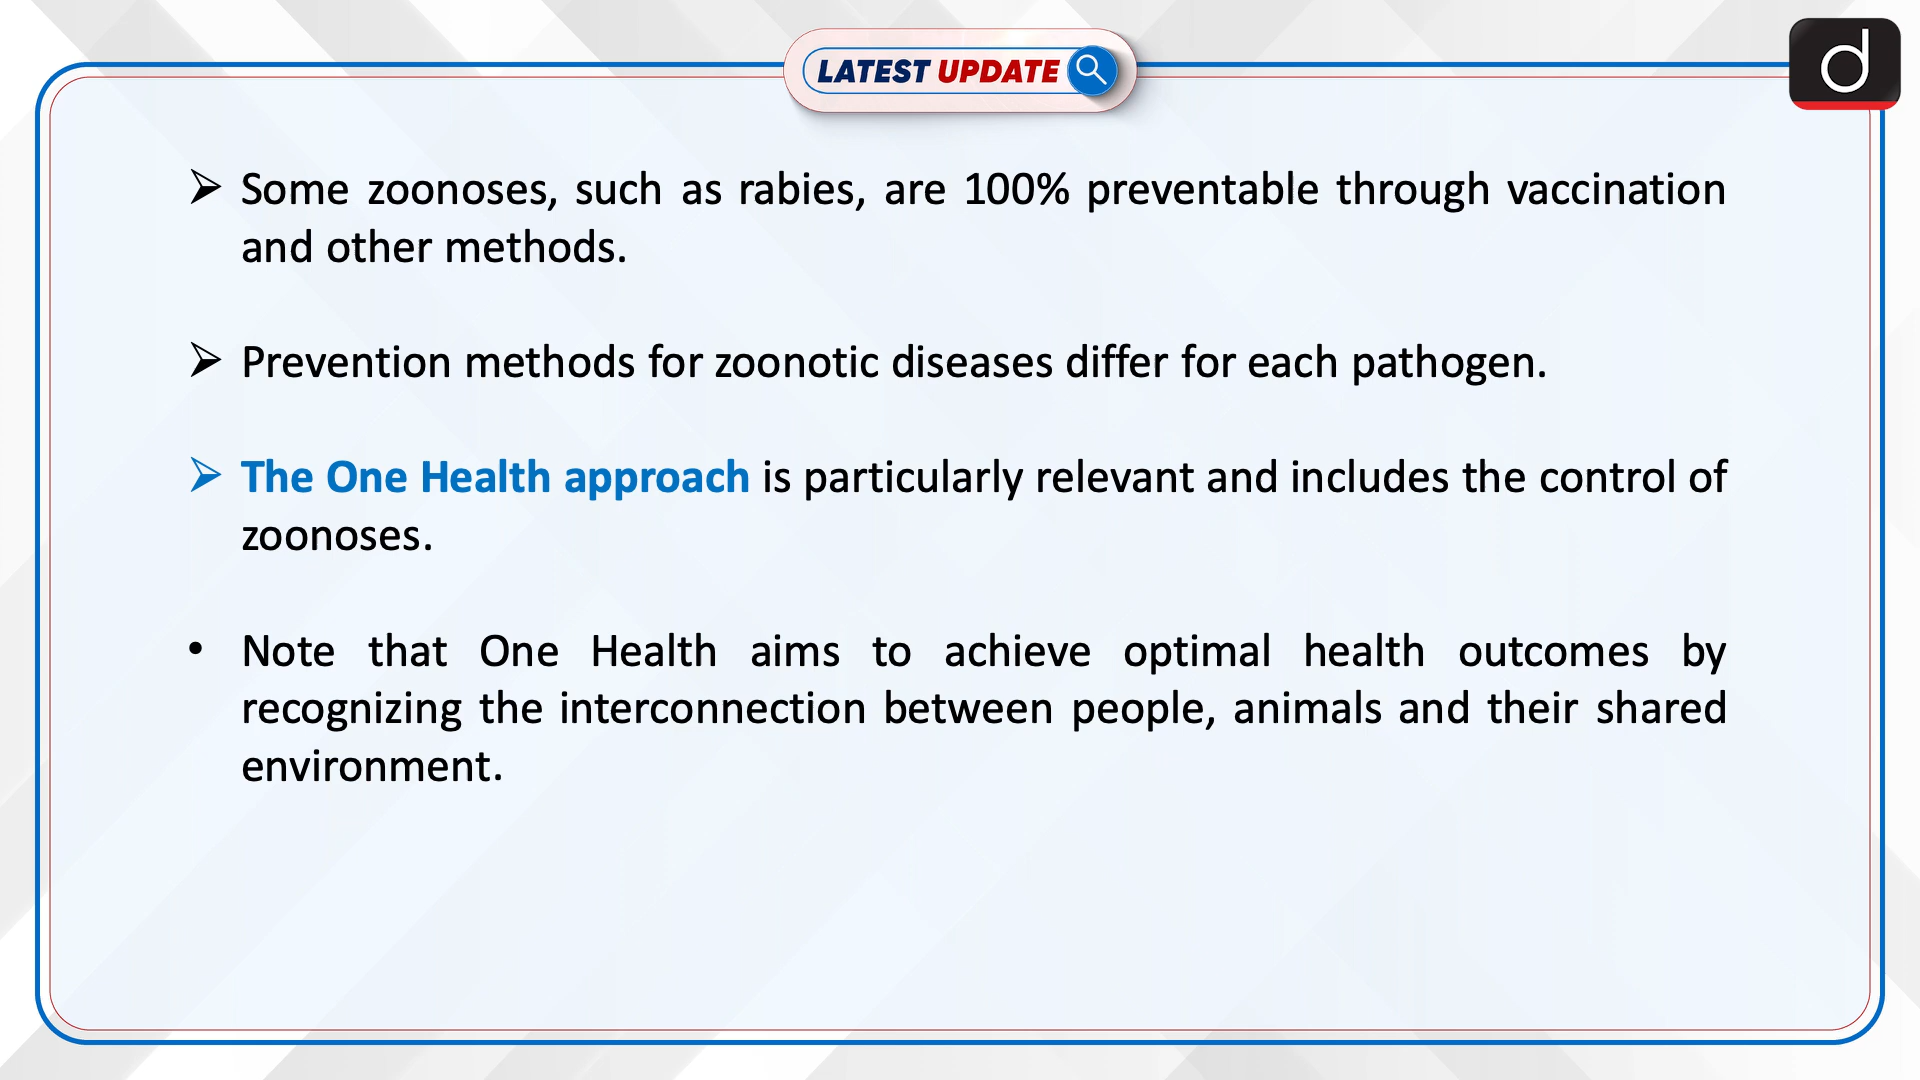 LATEST UPDATE
d
➢ Some zoonoses, such as rabies, are 100% preventable through vaccination
and other methods.
➢ Prevention methods for zoonotic diseases differ for each pathogen.
➢ The One Health approach is particularly relevant and includes the control of
zoonoses.
• Note that One Health aims to achieve optimal health outcomes by
recognizing the interconnection between people, animals and their shared
environment.